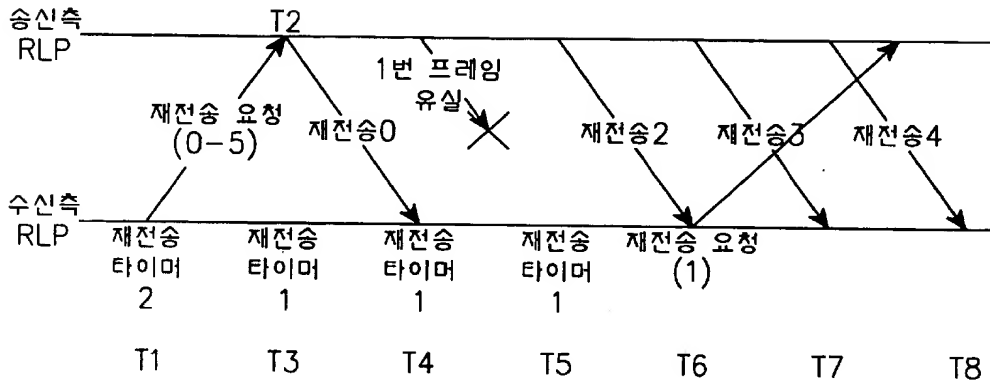 송신측
RLP
T2
1번 프레임
유실
재전송 요청
(0-5)
재전송0
재전송2
재전송3
재전송4
수신측
RLP
재전송
타이머
2
재전송
타이머
1
재전송
타이머
1
재전송
타이머
1
재전송 요청
(1)
T1
T3
T4
T5
T6
T7
T8